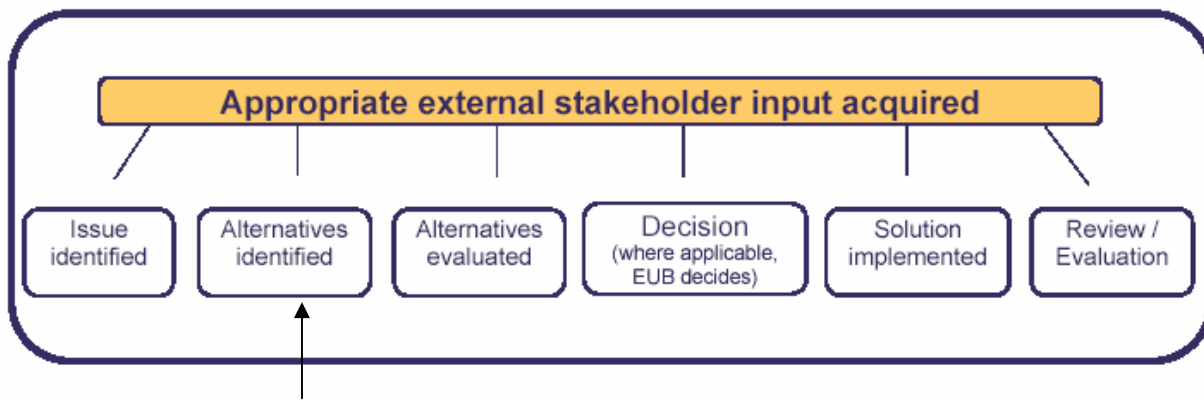 Appropriate external stakeholder input acquired
Issue
identified
Alternatives
identified
Alternatives
evaluated
Decision
(where applicable,
EUB decides)
Solution
implemented
Review /
Evaluation